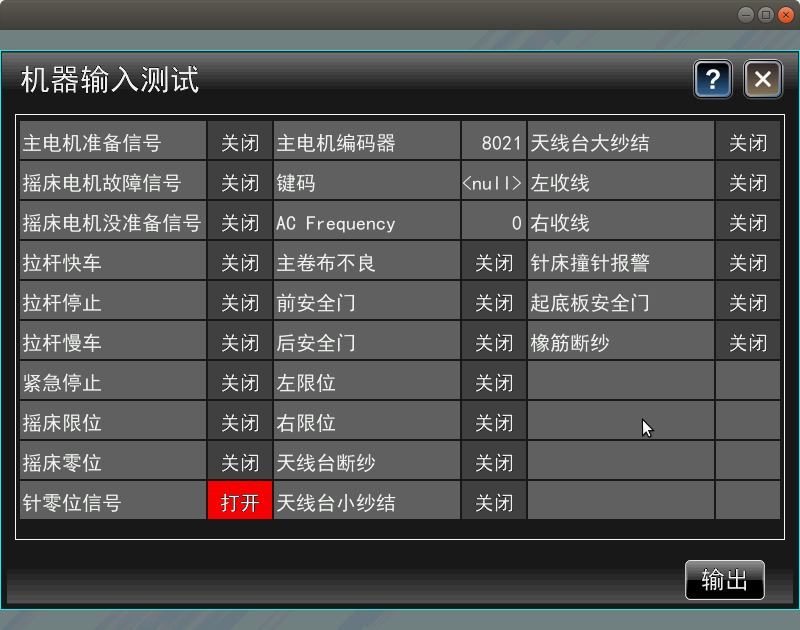 机器输入测试
?
主电机准备信号 关闭 主电机编码器 8021 天线台大纱结 关闭
摇床电机故障信号 关闭 键码 <null> 左收线 关闭
摇床电机没准备信号 关闭 AC Frequency 0 右收线 关闭
拉杆快车 关闭 主卷布不良 关闭 针床撞针报警 关闭
拉杆停止 关闭 前安全门 关闭 起底板安全门 关闭
拉杆慢车 关闭 后安全门 关闭 橡筋断纱 关闭
紧急停止 关闭 左限位 关闭
摇床限位 关闭 右限位 关闭
摇床零位 关闭 天线台断纱 关闭
针零位信号 打开 天线台小纱结 关闭
输出